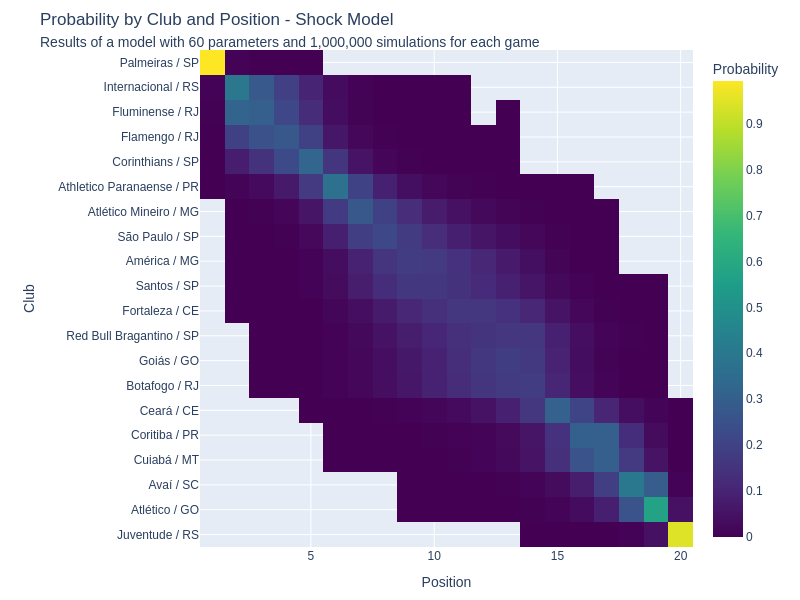 Probability by Club and Position - Shock Model
Results of a model with 60 parameters and 1,000,000 simulations for each game
Palmeiras / SP
Internacional / RS
Fluminense / RJ
Flamengo / RJ
Corinthians / SP
Athletico Paranaense / PR
Atlético Mineiro / MG
São Paulo / SP
América / MG
Santos / SP
Fortaleza / CE
Red Bull Bragantino / SP
Goiás / GO
Botafogo / RJ
Ceará / CE
Coritiba / PR
Cuiabá / MT
Avaí / SC
Atlético / GO
Juventude / RS
Club
5
10
15
20
Position
Probability
0.9
0.8
0.7
0.6
0.5
0.4
0.3
0.2
0.1
0